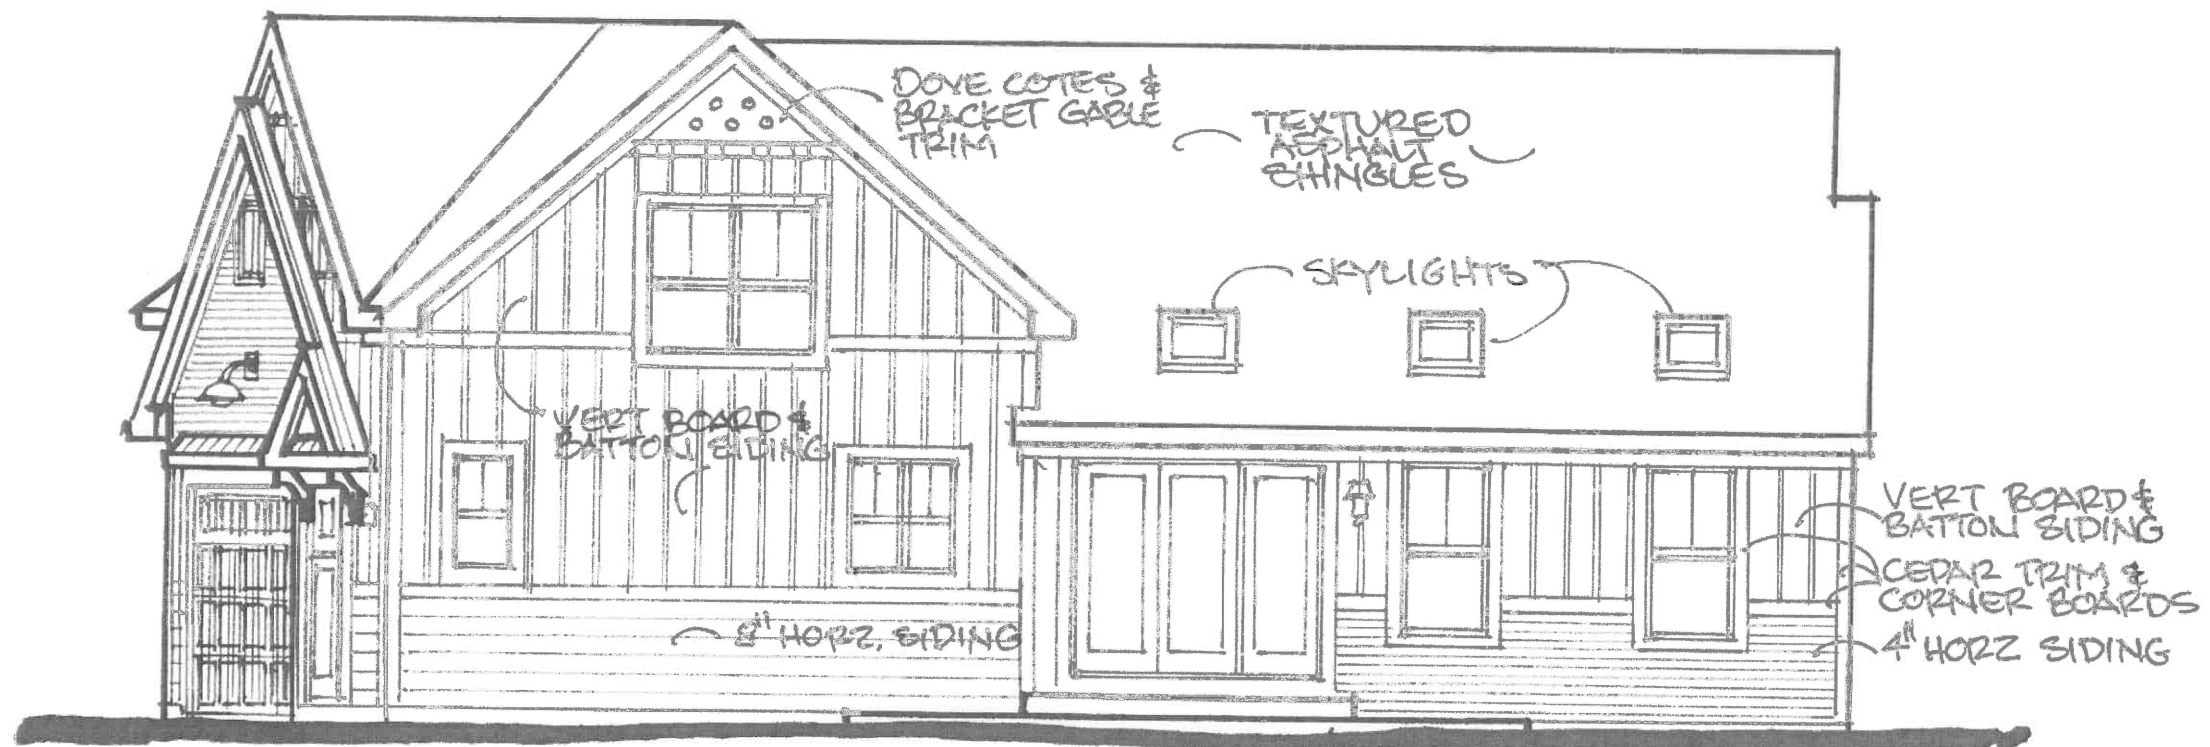 DOVE COTES &
BRACKET GABLE
TRIM
TEXTURED
ASPHALT
SHINGLES
SKYLIGHTS
VERT BOARD &
BATTON SIDING
8" HORZ. SIDING
VERT BOARD &
BATTON SIDING
CEDAR TRIM &
CORNER BOARDS
4" HORZ SIDING